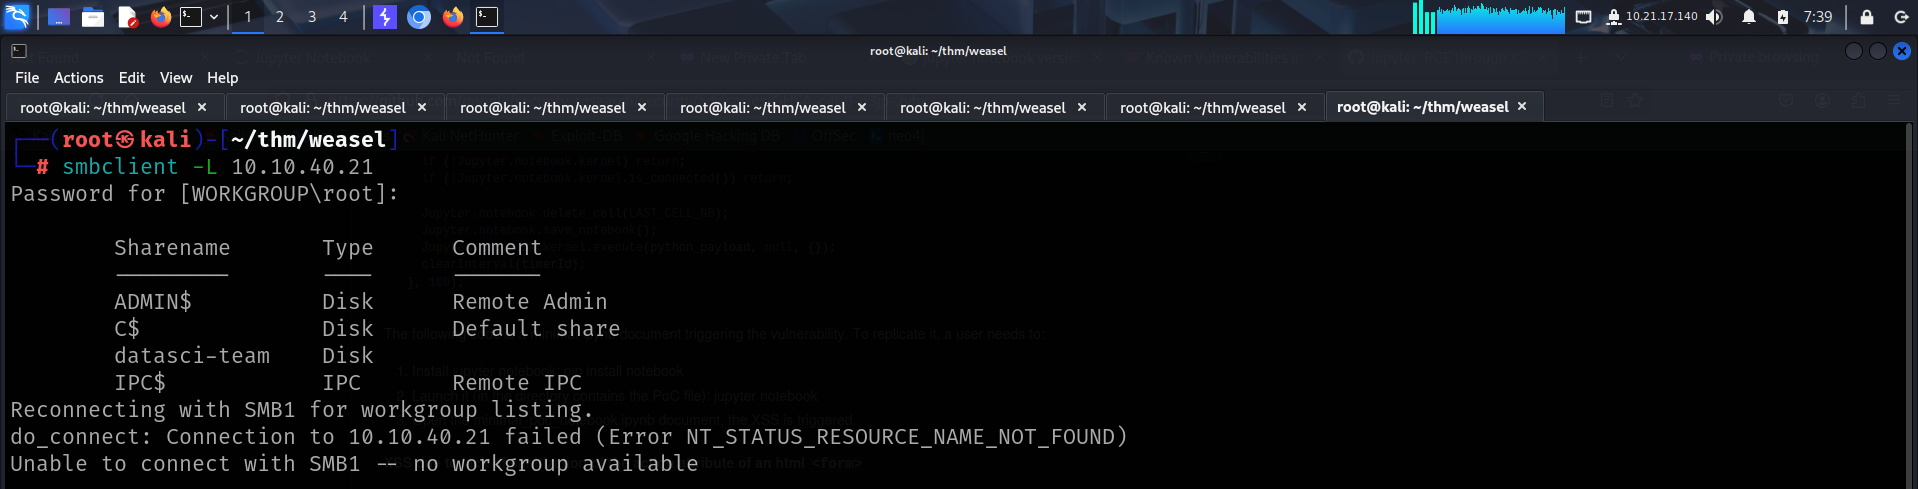 1 2 3 4 10.21.17.140 7:39
root@kali: ~/thm/weasel
File Actions Edit View Help
root@kali: ~/thm/weasel root@kali: ~/thm/weasel root@kali: ~/thm/weasel root@kali: ~/thm/weasel root@kali: ~/thm/weasel root@kali: ~/thm/weasel root@kali: ~/thm/weasel
(root㉿kali)-[~/thm/weasel]
# smbclient -L 10.10.40.21
Password for [WORKGROUP\root]:
Sharename Type Comment
--------- ---- -------
ADMIN$ Disk Remote Admin
C$ Disk Default share
datasci-team Disk
IPC$ IPC Remote IPC
Reconnecting with SMB1 for workgroup listing.
do_connect: Connection to 10.10.40.21 failed (Error NT_STATUS_RESOURCE_NAME_NOT_FOUND)
Unable to connect with SMB1 -- no workgroup available